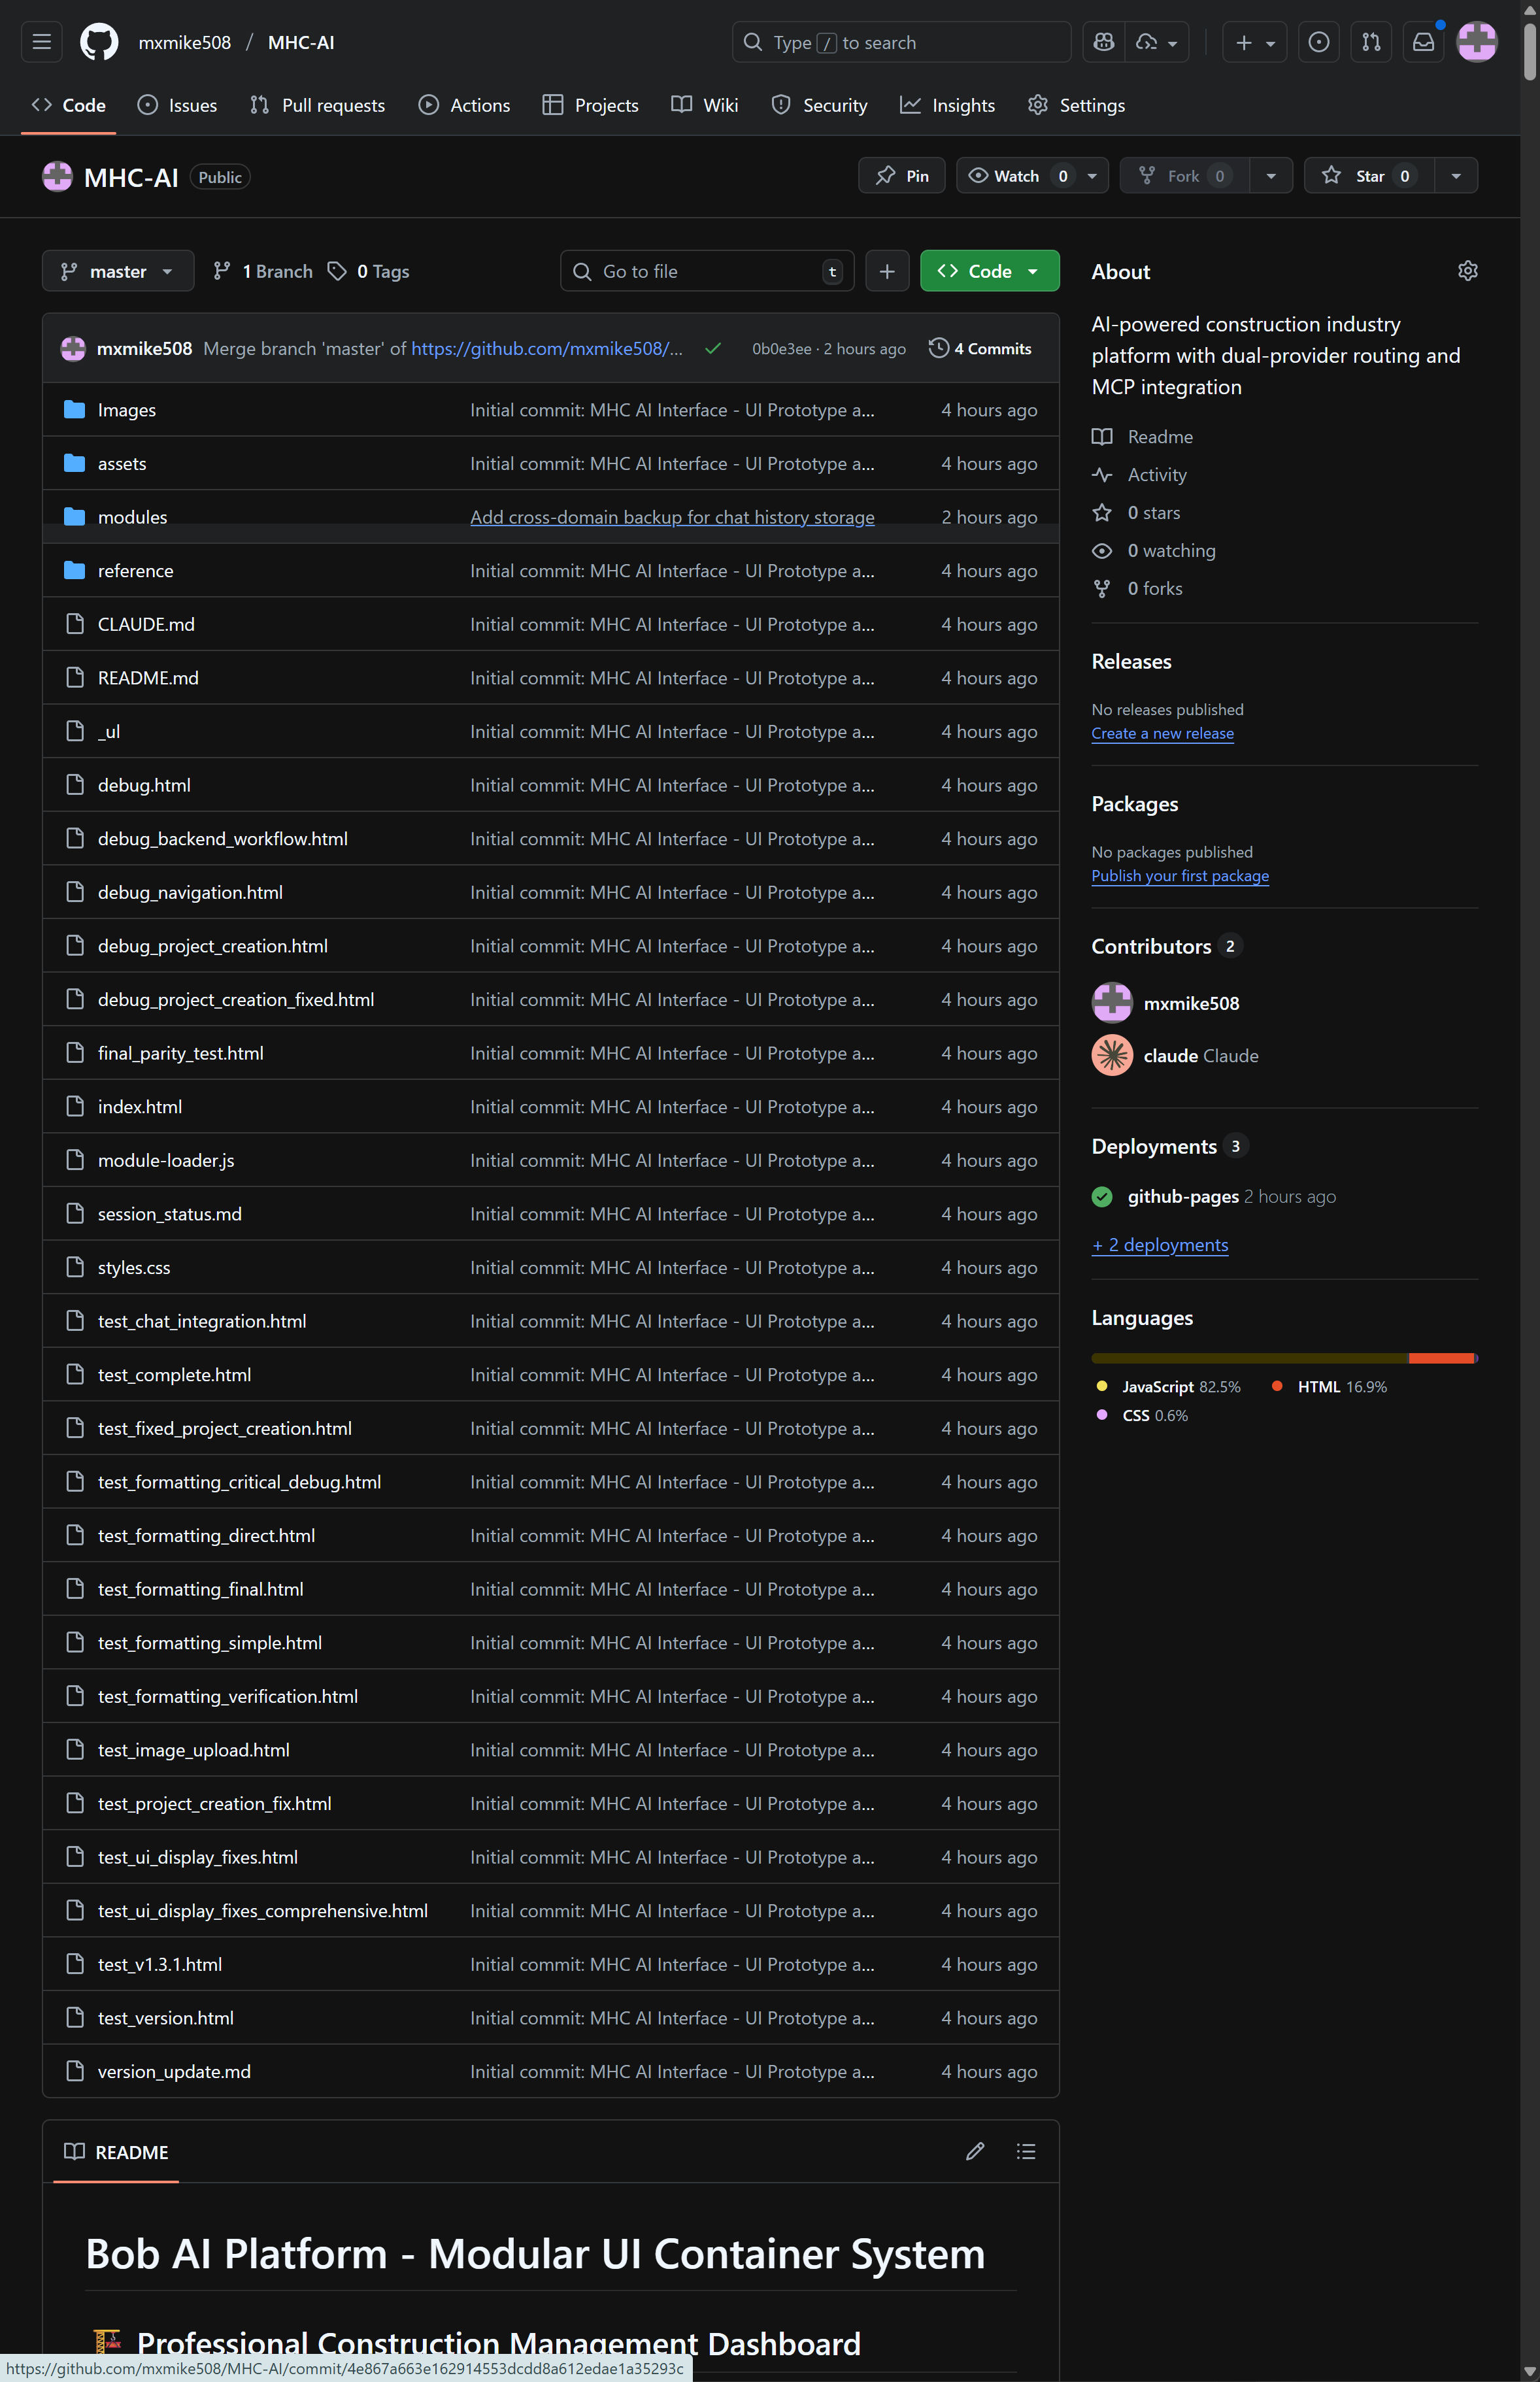 mxmike508 / MHC-AI
Type / to search
Code
Issues
Pull requests
Actions
Projects
Wiki
Security
Insights
Settings
MHC-AI Public
Pin
Watch 0
Fork 0
Star 0
master
1 Branch
0 Tags
Go to file t
Code
mxmike508 Merge branch 'master' of https://github.com/mxmike508/... 0b0e3ee · 2 hours ago 4 Commits
Images Initial commit: MHC AI Interface - UI Prototype a... 4 hours ago
assets Initial commit: MHC AI Interface - UI Prototype a... 4 hours ago
modules Add cross-domain backup for chat history storage 2 hours ago
reference Initial commit: MHC AI Interface - UI Prototype a... 4 hours ago
CLAUDE.md Initial commit: MHC AI Interface - UI Prototype a... 4 hours ago
README.md Initial commit: MHC AI Interface - UI Prototype a... 4 hours ago
_ul Initial commit: MHC AI Interface - UI Prototype a... 4 hours ago
debug.html Initial commit: MHC AI Interface - UI Prototype a... 4 hours ago
debug_backend_workflow.html Initial commit: MHC AI Interface - UI Prototype a... 4 hours ago
debug_navigation.html Initial commit: MHC AI Interface - UI Prototype a... 4 hours ago
debug_project_creation.html Initial commit: MHC AI Interface - UI Prototype a... 4 hours ago
debug_project_creation_fixed.html Initial commit: MHC AI Interface - UI Prototype a... 4 hours ago
final_parity_test.html Initial commit: MHC AI Interface - UI Prototype a... 4 hours ago
index.html Initial commit: MHC AI Interface - UI Prototype a... 4 hours ago
module-loader.js Initial commit: MHC AI Interface - UI Prototype a... 4 hours ago
session_status.md Initial commit: MHC AI Interface - UI Prototype a... 4 hours ago
styles.css Initial commit: MHC AI Interface - UI Prototype a... 4 hours ago
test_chat_integration.html Initial commit: MHC AI Interface - UI Prototype a... 4 hours ago
test_complete.html Initial commit: MHC AI Interface - UI Prototype a... 4 hours ago
test_fixed_project_creation.html Initial commit: MHC AI Interface - UI Prototype a... 4 hours ago
test_formatting_critical_debug.html Initial commit: MHC AI Interface - UI Prototype a... 4 hours ago
test_formatting_direct.html Initial commit: MHC AI Interface - UI Prototype a... 4 hours ago
test_formatting_final.html Initial commit: MHC AI Interface - UI Prototype a... 4 hours ago
test_formatting_simple.html Initial commit: MHC AI Interface - UI Prototype a... 4 hours ago
test_formatting_verification.html Initial commit: MHC AI Interface - UI Prototype a... 4 hours ago
test_image_upload.html Initial commit: MHC AI Interface - UI Prototype a... 4 hours ago
test_project_creation_fix.html Initial commit: MHC AI Interface - UI Prototype a... 4 hours ago
test_ui_display_fixes.html Initial commit: MHC AI Interface - UI Prototype a... 4 hours ago
test_ui_display_fixes_comprehensive.html Initial commit: MHC AI Interface - UI Prototype a... 4 hours ago
test_v1.3.1.html Initial commit: MHC AI Interface - UI Prototype a... 4 hours ago
test_version.html Initial commit: MHC AI Interface - UI Prototype a... 4 hours ago
version_update.md Initial commit: MHC AI Interface - UI Prototype a... 4 hours ago
README
Bob AI Platform - Modular UI Container System
Professional Construction Management Dashboard
https://github.com/mxmike508/MHC-AI/commit/4e867a663e162914553dcdd8a612edae1a35293c
About
AI-powered construction industry
platform with dual-provider routing and
MCP integration
Readme
Activity
0 stars
0 watching
0 forks
Releases
No releases published
Create a new release
Packages
No packages published
Publish your first package
Contributors 2
mxmike508
claude Claude
Deployments 3
github-pages 2 hours ago
+ 2 deployments
Languages
JavaScript 82.5% HTML 16.9%
CSS 0.6%